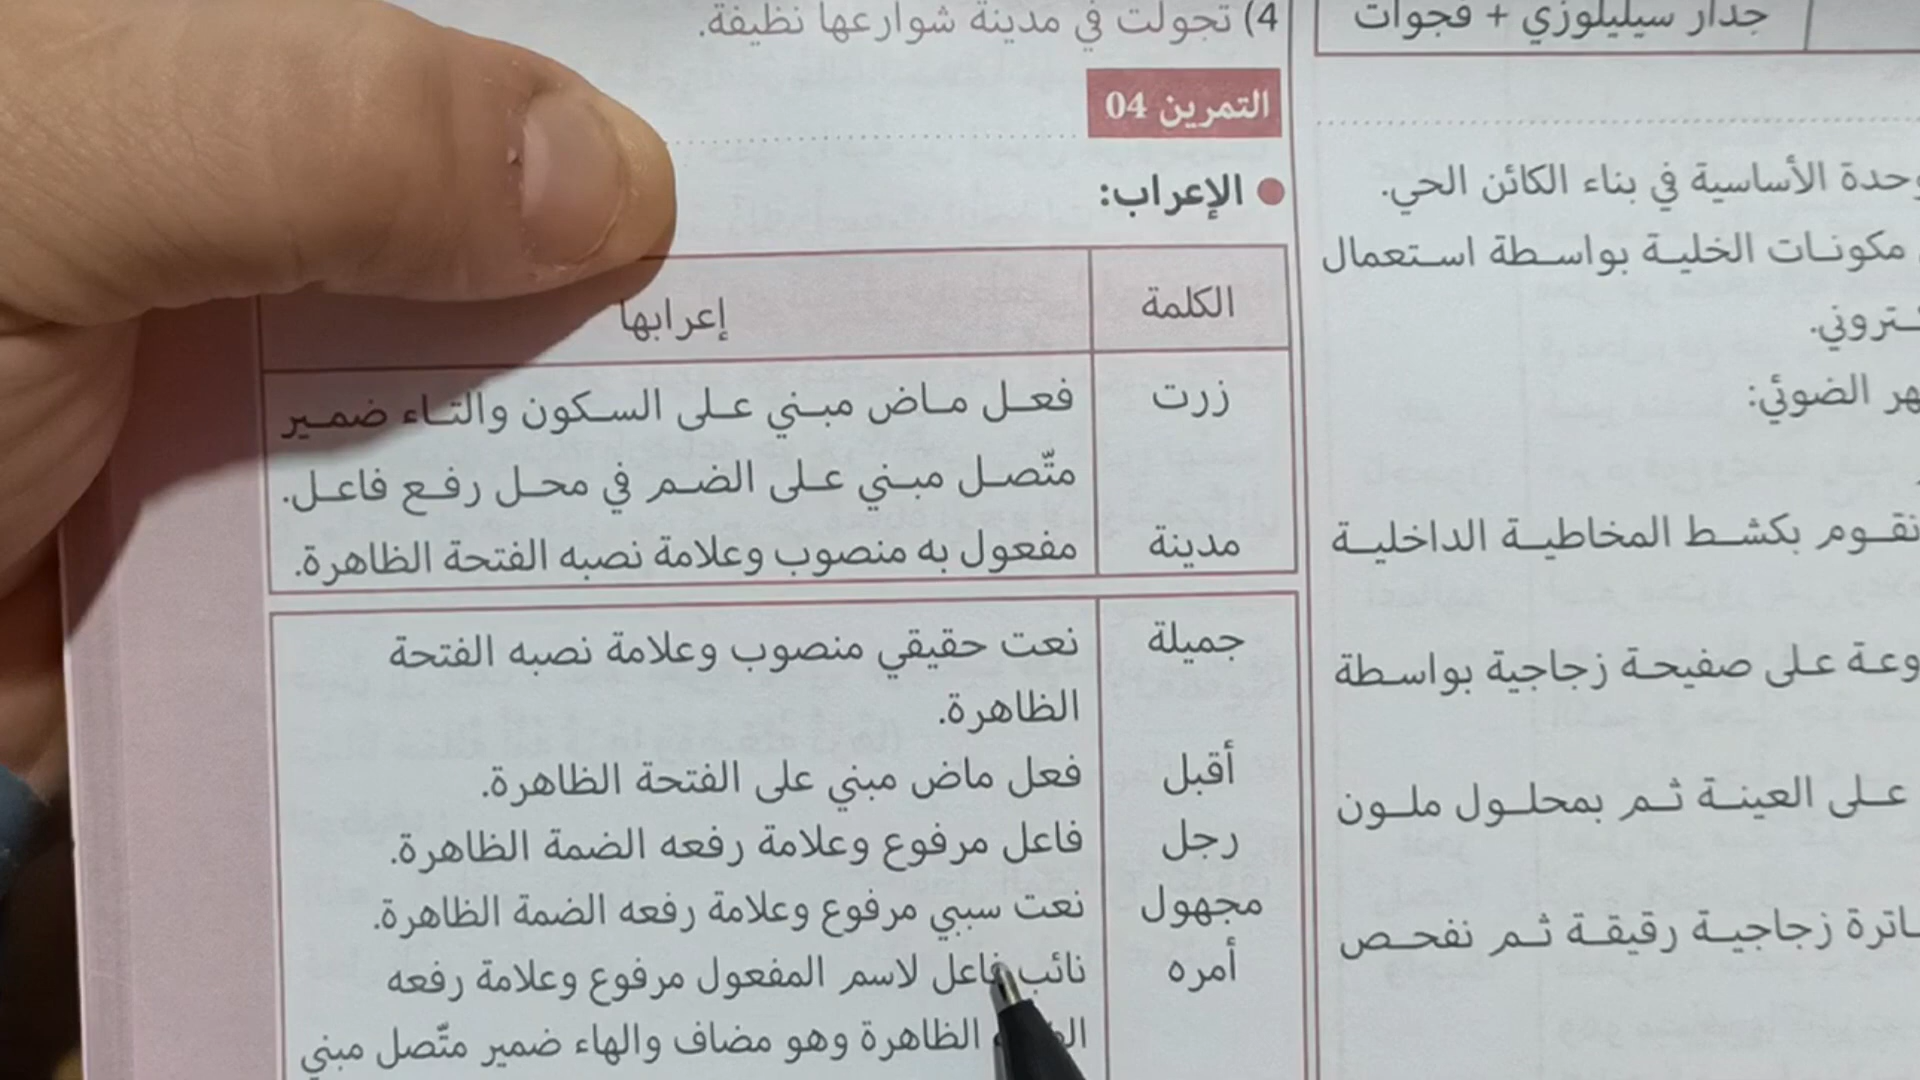 4) تجولت في مدينة شوارعها نظيفة.
التمرين 04
الإعراب:
الكلمة إعرابها
زرت فعل ماض مبني على السكون والتاء ضمير
متّصل مبني على الضم في محل رفع فاعل.
مدينة مفعول به منصوب وعلامة نصبه الفتحة الظاهرة.
جميلة نعت حقيقي منصوب وعلامة نصبه الفتحة
الظاهرة.
أقبل فعل ماض مبني على الفتحة الظاهرة.
رجل فاعل مرفوع وعلامة رفعه الضمة الظاهرة.
مجهول نعت سببي مرفوع وعلامة رفعه الضمة الظاهرة.
أمره نائب فاعل لاسم المفعول مرفوع وعلامة رفعه
الظاهرة وهو مضاف والهاء ضمير متّصل مبني
جدار سيليلوزي + فجوات
الأساسية في بناء الكائن الحي.
مكونات الخلية بواسطة استعمال
الضوئي:
نقوم بكشط المخاطية الداخلية
على صفيحة زجاجية بواسطة
على العينة ثم بمحلول ملون
زجاجية رقيقة ثم نفحص